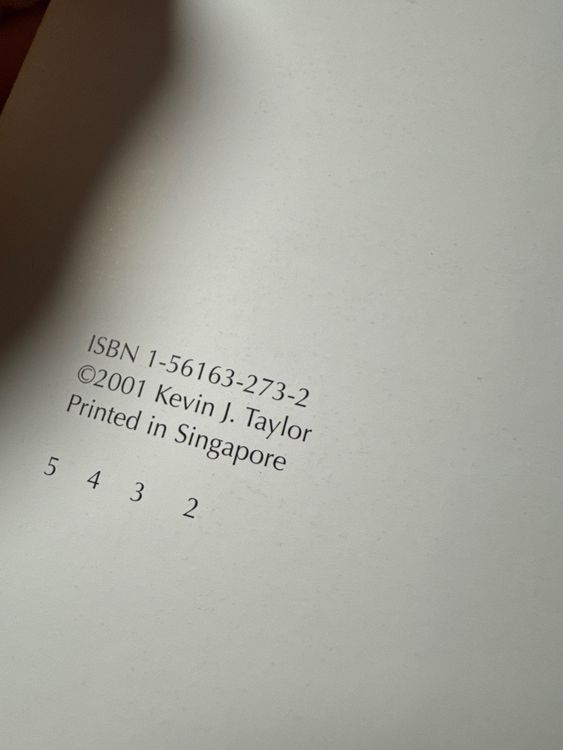 ISBN 1-56163-273-2
©2001 Kevin J. Taylor
Printed in Singapore
5 4 3 2